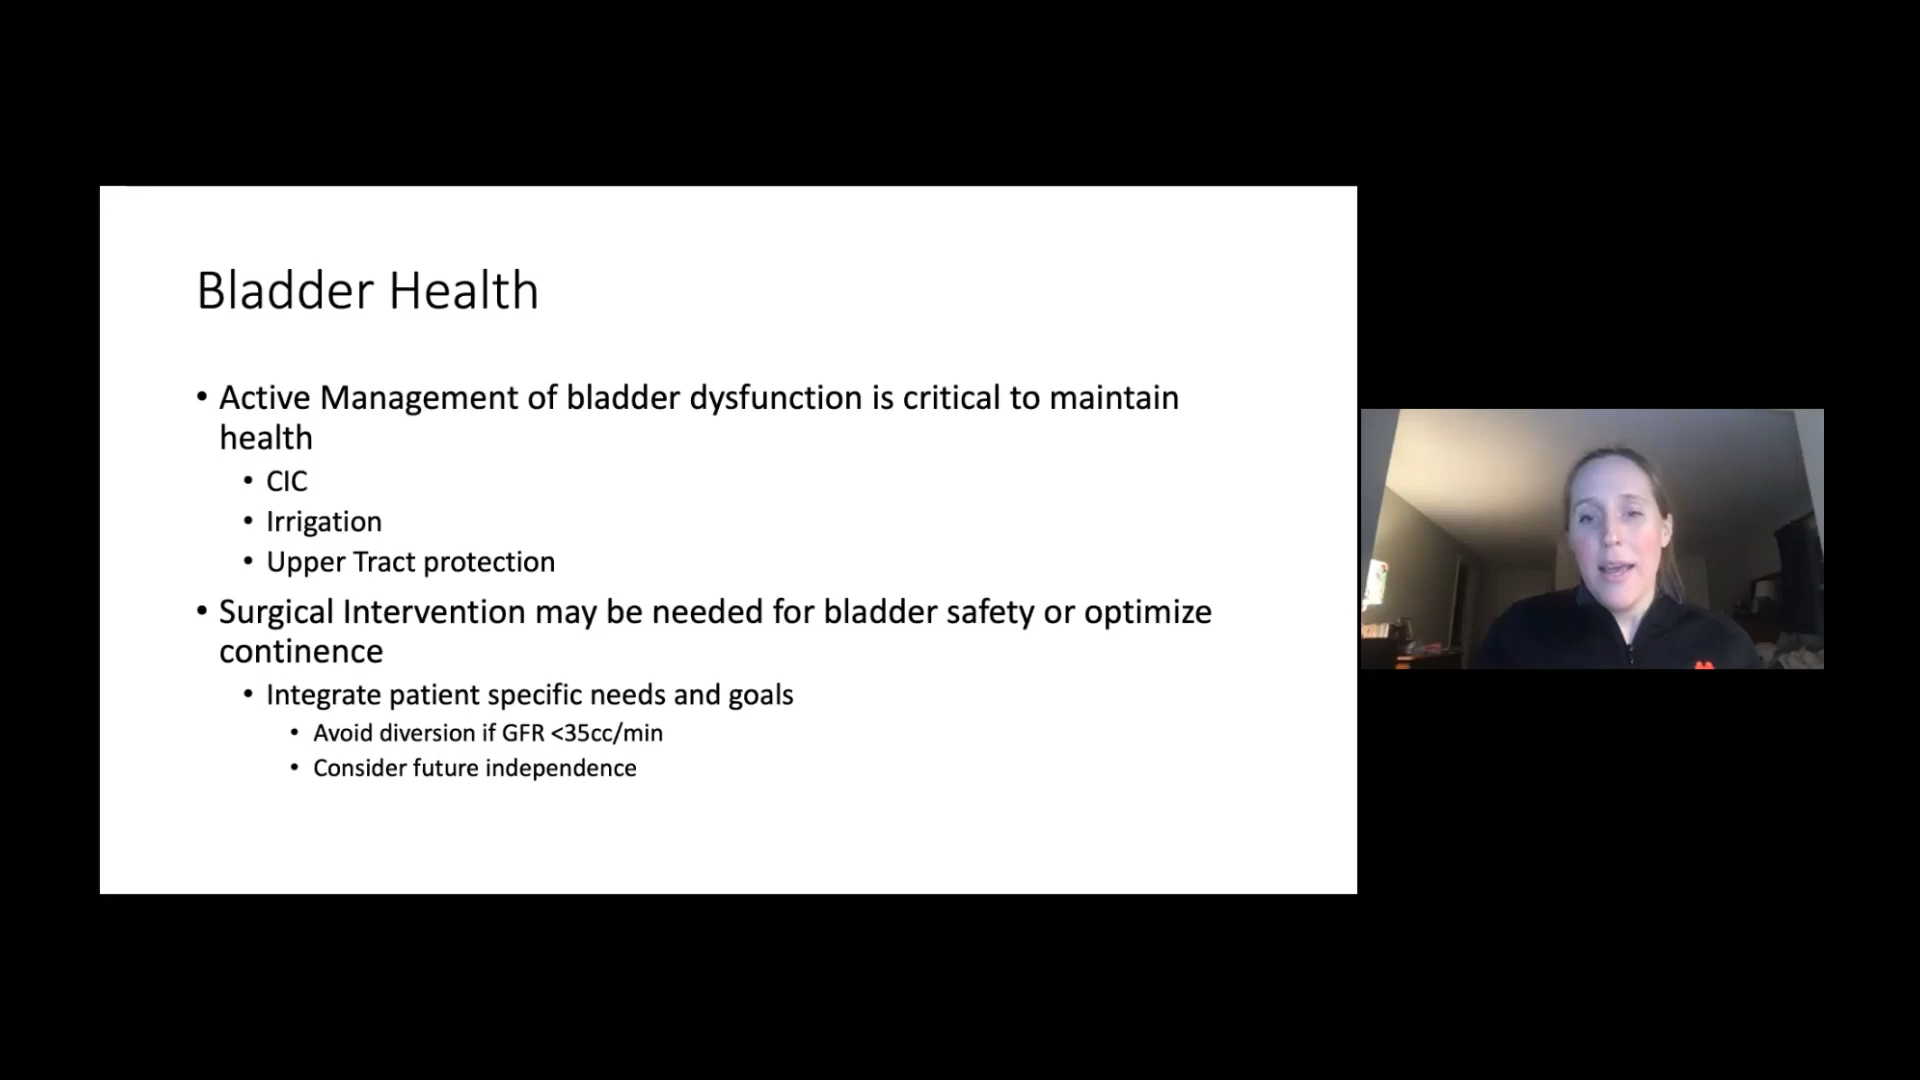 Bladder Health
• Active Management of bladder dysfunction is critical to maintain
health
• CIC
• Irrigation
• Upper Tract protection
• Surgical Intervention may be needed for bladder safety or optimize
continence
• Integrate patient specific needs and goals
• Avoid diversion if GFR <35cc/min
• Consider future independence